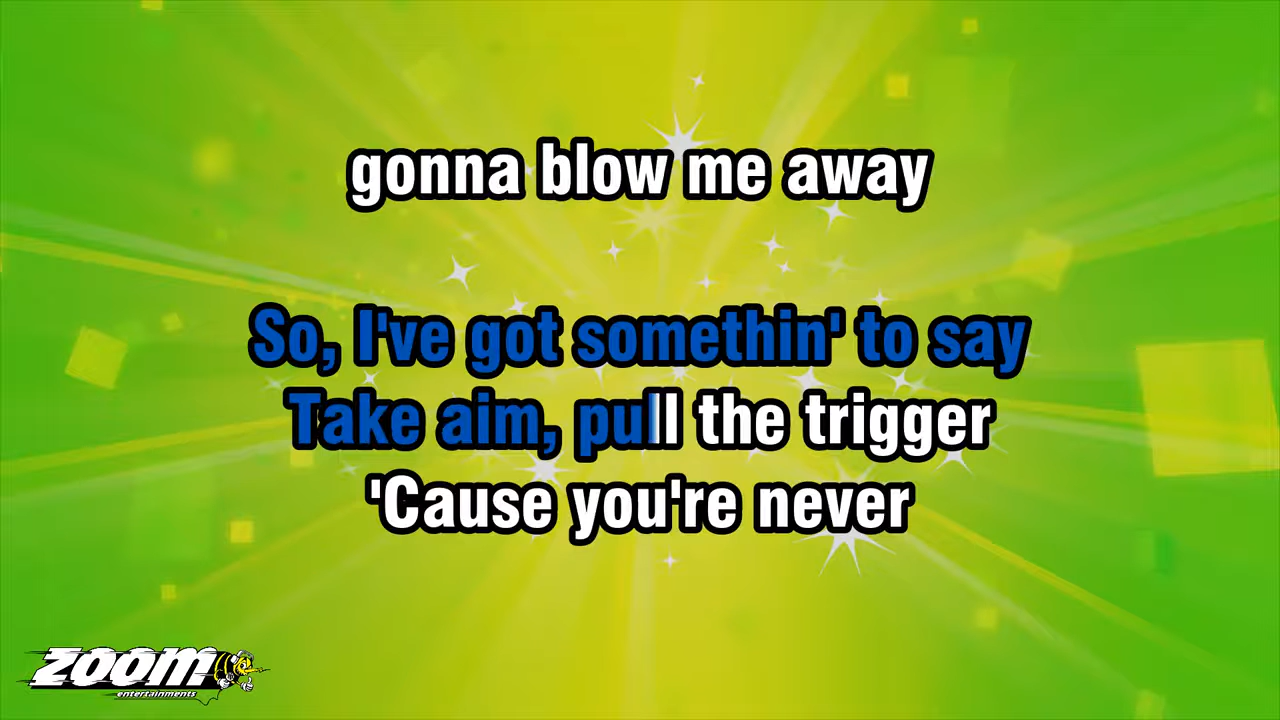 gonna blow me away
So, I've got somethin' to say
Take aim, pull the trigger
'Cause you're never
zoom
entertainments